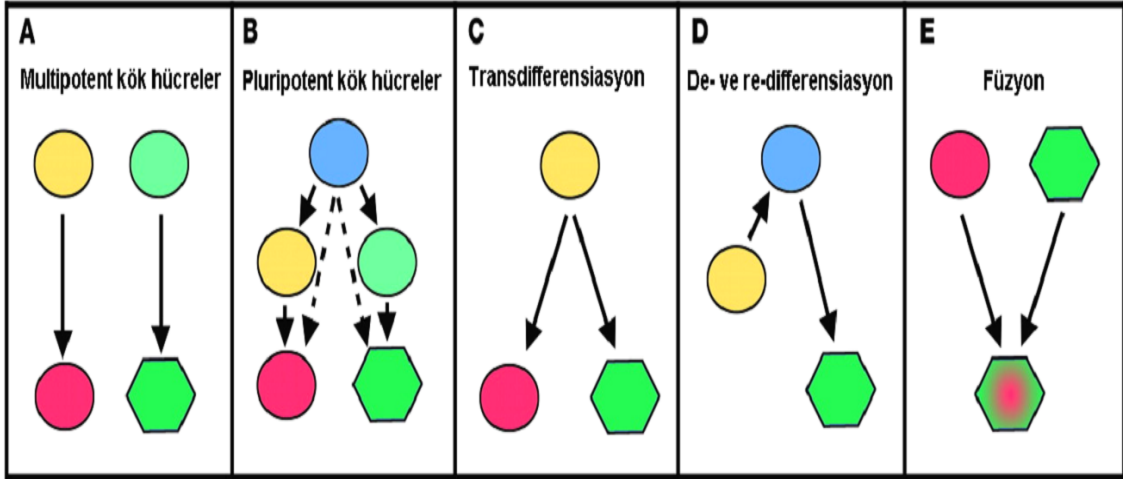 A
Multipotent kök hücreler
B
Pluripotent kök hücreler
C
Transdifferensiasyon
D
De- ve re-differensiasyon
E
Füzyon